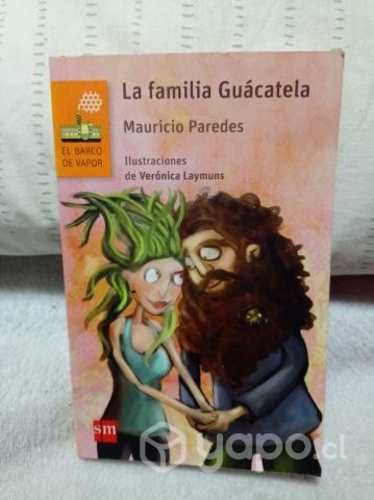 La familia Guácatela
Mauricio Paredes
EL BARCO
DE VAPOR
Ilustraciones
de Verónica Laymuns
sm
yapo.cl